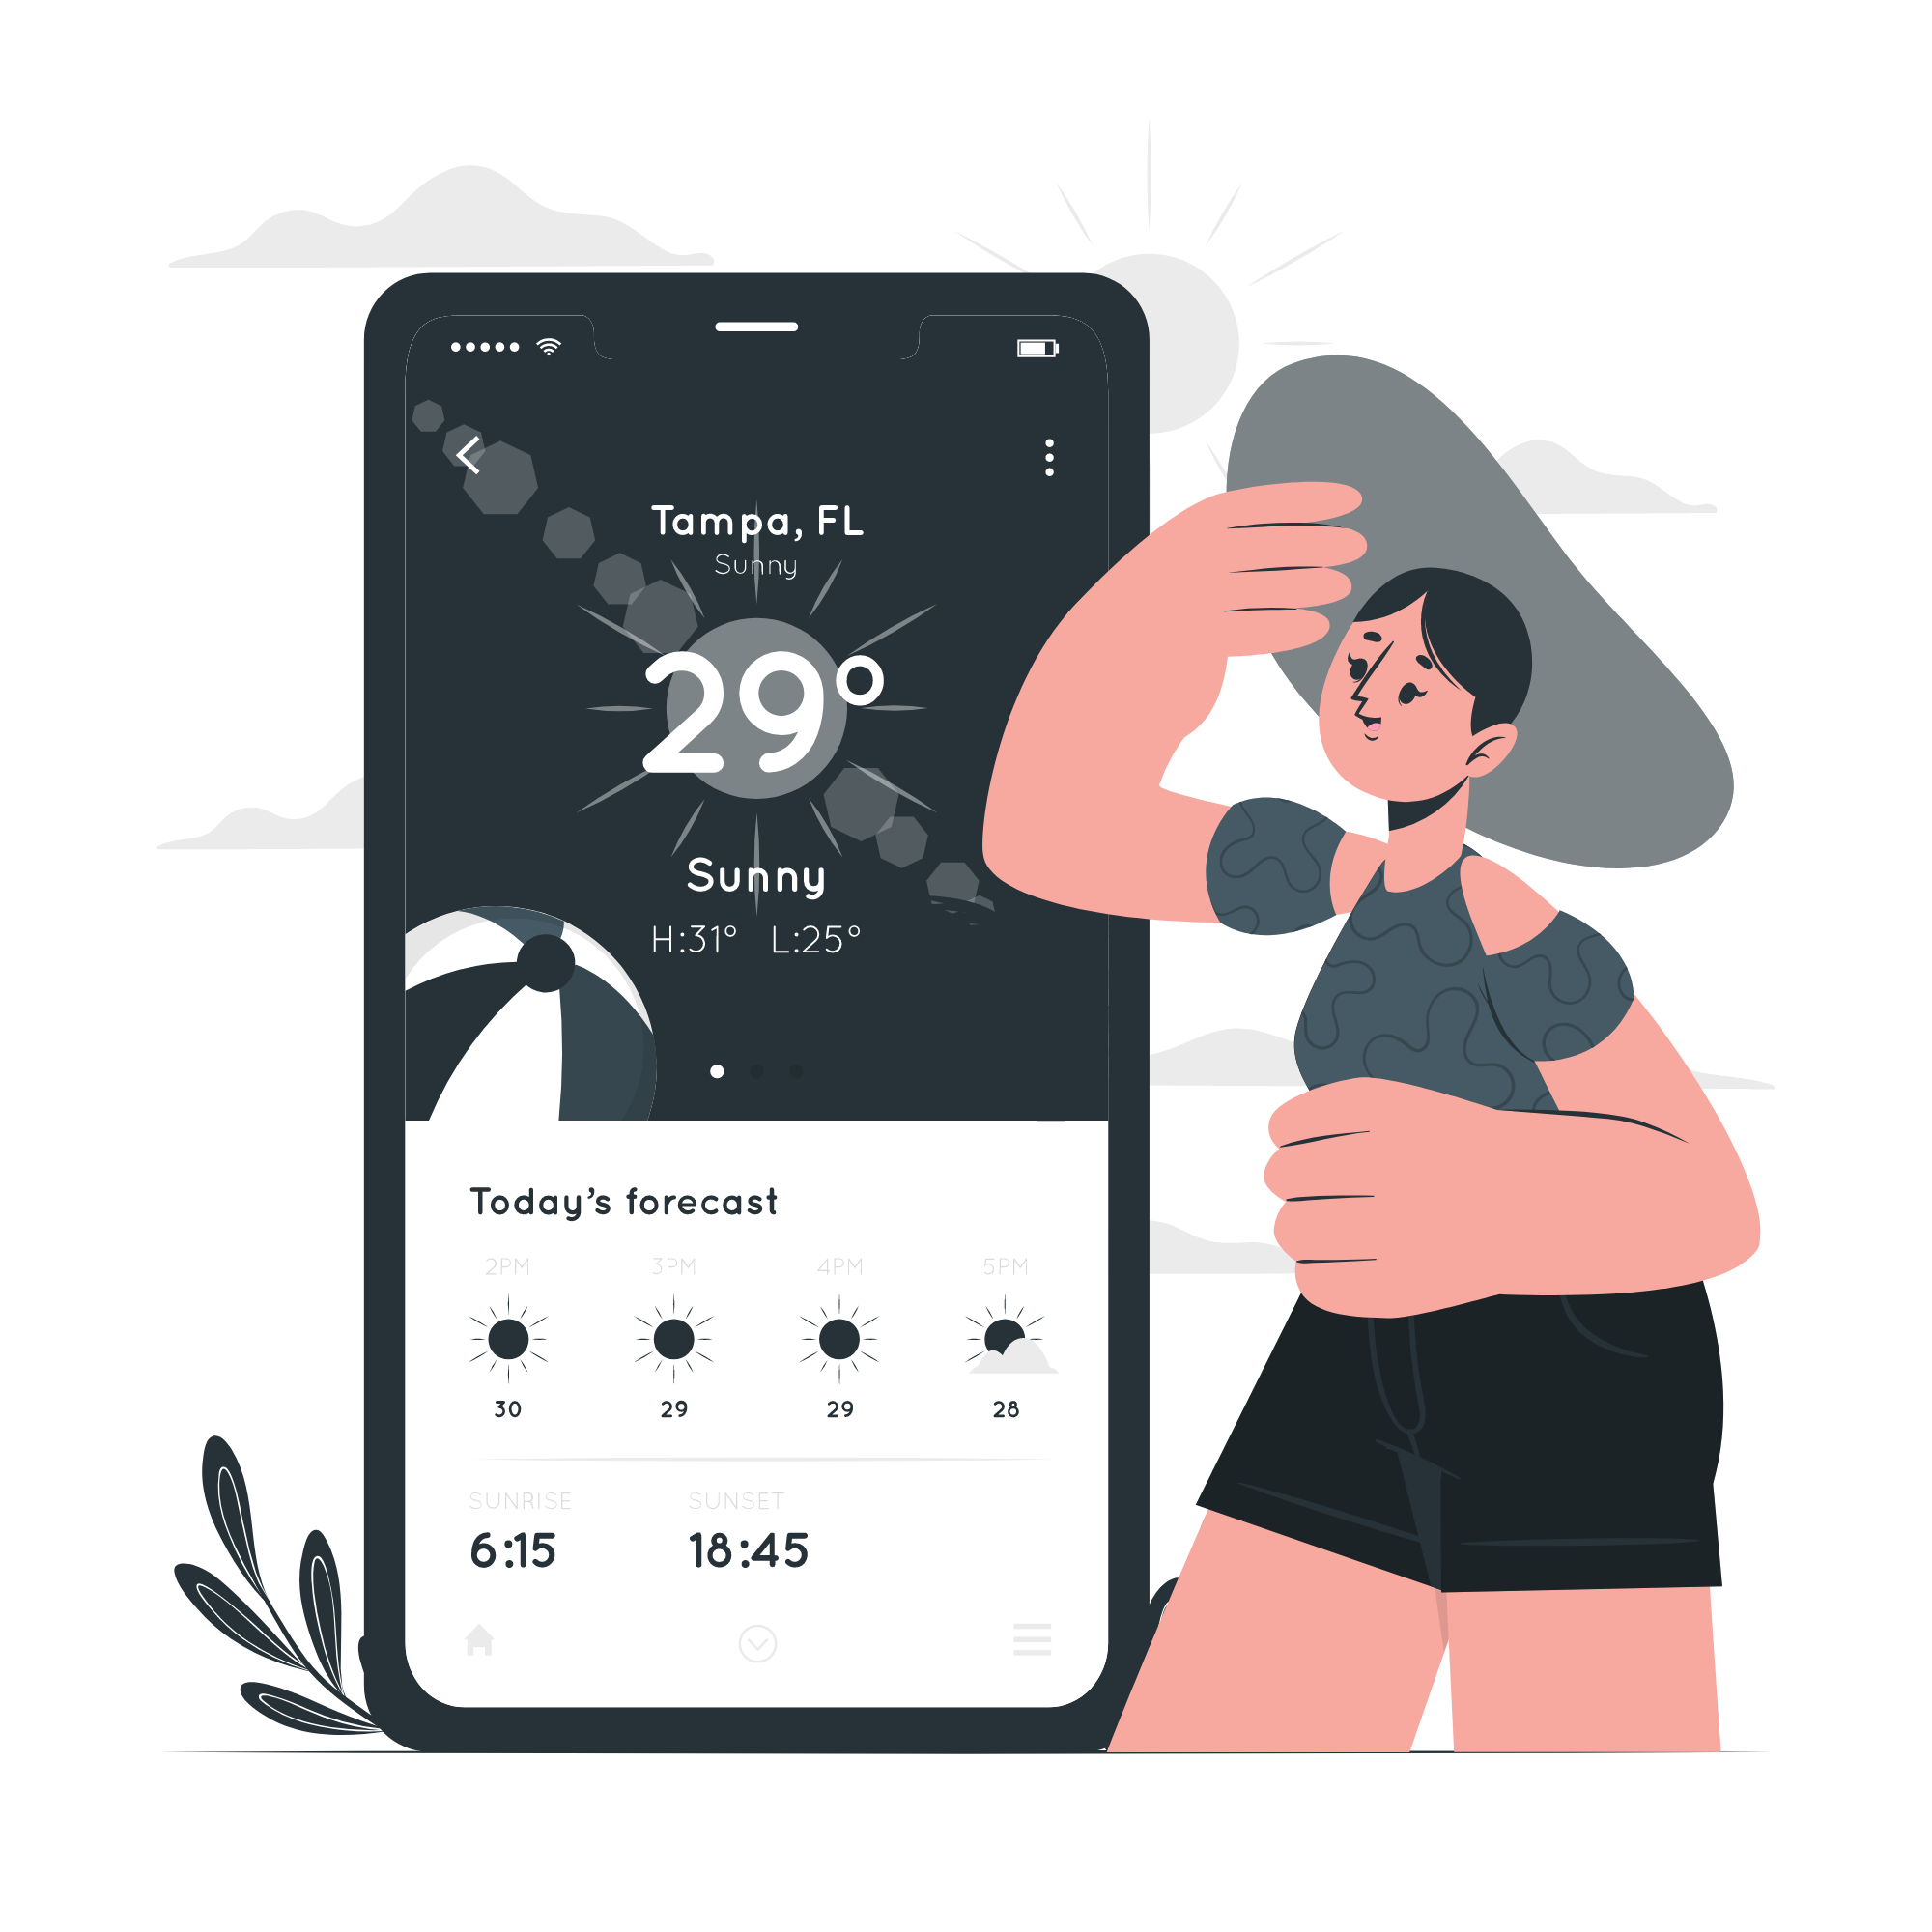 Tampa, FL
Sunny
29°
Sunny
H:31° L:25°
Today's forecast
2PM 3PM 4PM 5PM
30 29 29 28
SUNRISE SUNSET
6:15 18:45